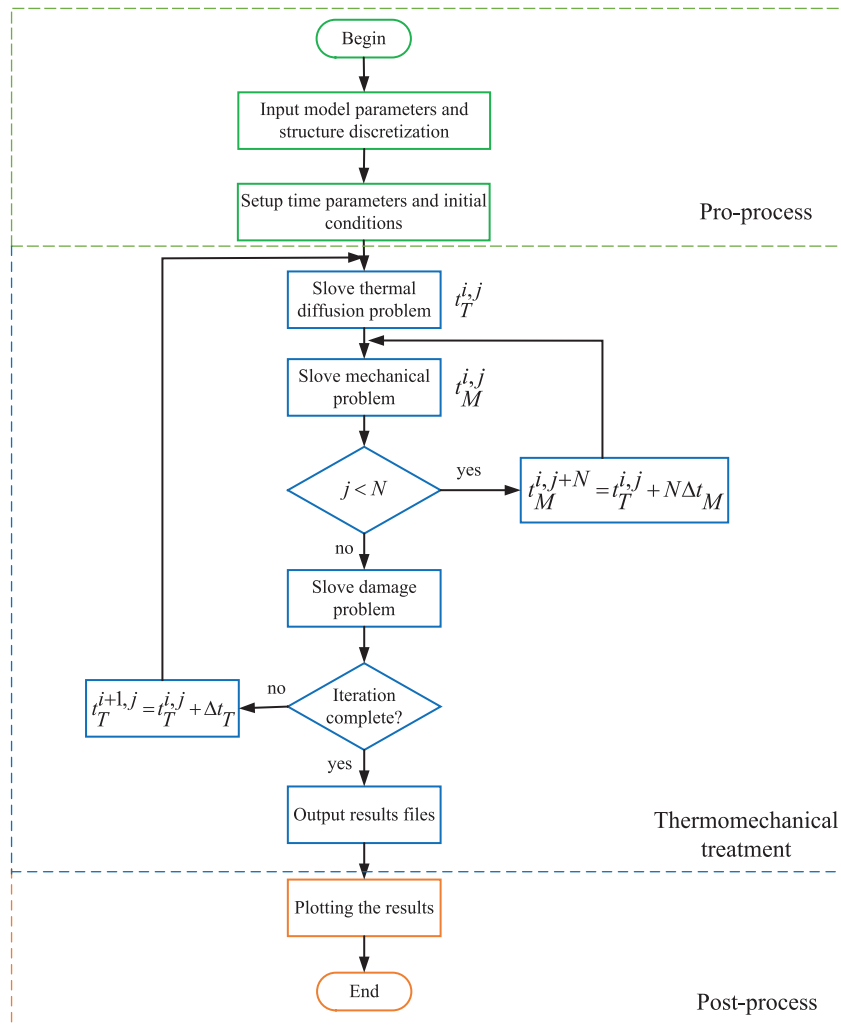 Begin
Input model parameters and
structure discretization
Setup time parameters and initial
conditions
Pro-process
Slove thermal
diffusion problem
t_T^{i,j}
Slove mechanical
problem
t_M^{i,j}
j < N
yes
t_M^{i,j+N} = t_T^{i,j} + NΔt_M
no
Slove damage
problem
Iteration
complete?
no
t_T^{i+1,j} = t_T^{i,j} + Δt_T
yes
Output results files
Thermomechanical
treatment
Plotting the results
End
Post-process